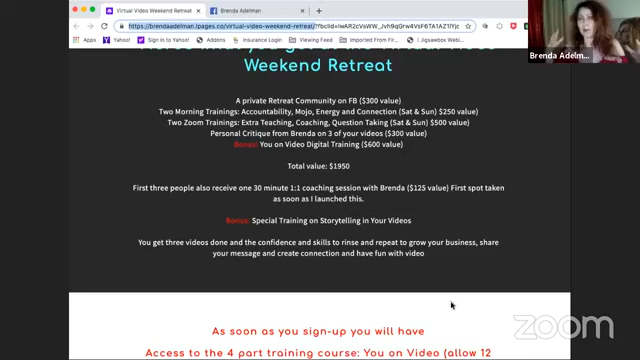 Virtual Video Weekend Retreat
Brenda Adelman
https://brendaadelman.lpages.co/virtual-video-weekend-retreat/?fbclid=IwAR2cVsWW_Jvh9qGrw4VsF6TA1Z1IYjc
Apps
Sign in to Yahoo!
Addons
Insurance Login
Imported From Fir...
Jigsawbox Webi...
Brenda Adelm...
Weekend Retreat
A private Retreat Community on FB ($300 value)
Two Morning Trainings: Accountability, Mojo, Energy and Connection (Sat & Sun) $250 value)
Two Zoom Trainings: Extra Teaching, Coaching, Question Taking (Sat & Sun) $500 value)
Personal Critique from Brenda on 3 of your videos ($300 value)
Bonus: You on Video Digital Training ($600 value)
Total value: $1950
First three people also receive one 30 minute 1:1 coaching session with Brenda ($125 value) First spot taken
as soon as I launched this.
Bonus: Special Training on Storytelling in Your Videos
You get three videos done and the confidence and skills to rinse and repeat to grow your business, share
your message and create connection and have fun with video
zoom
As soon as you sign-up you will have
Access to the 4 part training course: You on Video (allow 12